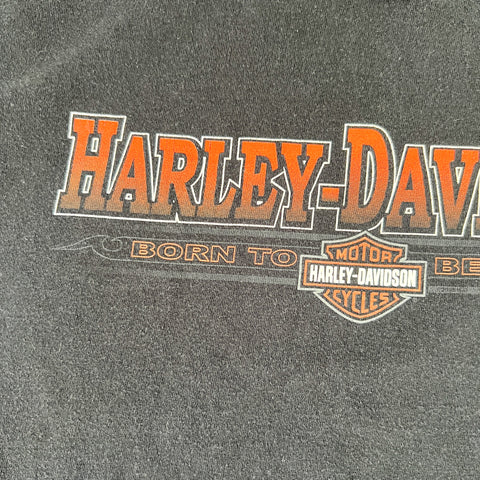 HARLEY-DAV
BORN TO BE
MOTOR
HARLEY-DAVIDSON
CYCLES